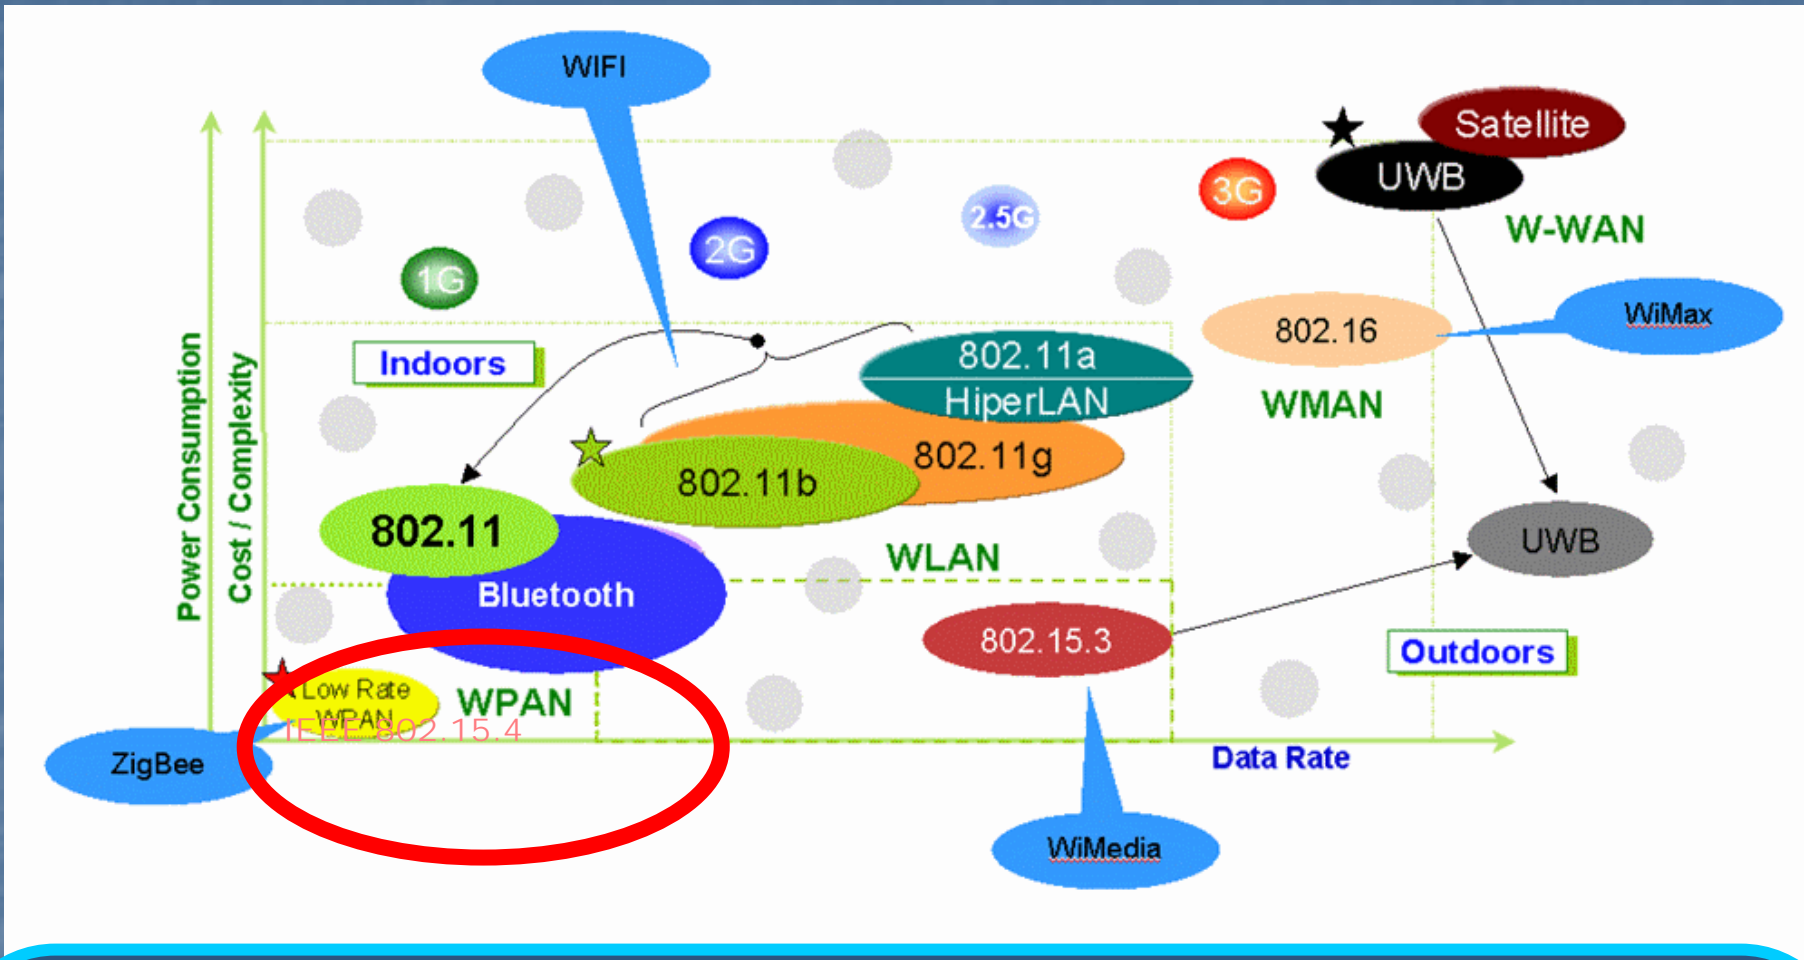 WIFI
Satellite
UWB
3G
2.5G
W-WAN
2G
1G
WiMax
802.16
Indoors
802.11a
HiperLAN
WMAN
802.11g
802.11b
802.11
UWB
WLAN
Bluetooth
802.15.3
Outdoors
Low Rate
WPAN
WPAN
IEEE 802.15.4
ZigBee
Data Rate
WiMedia
Power Consumption
Cost / Complexity